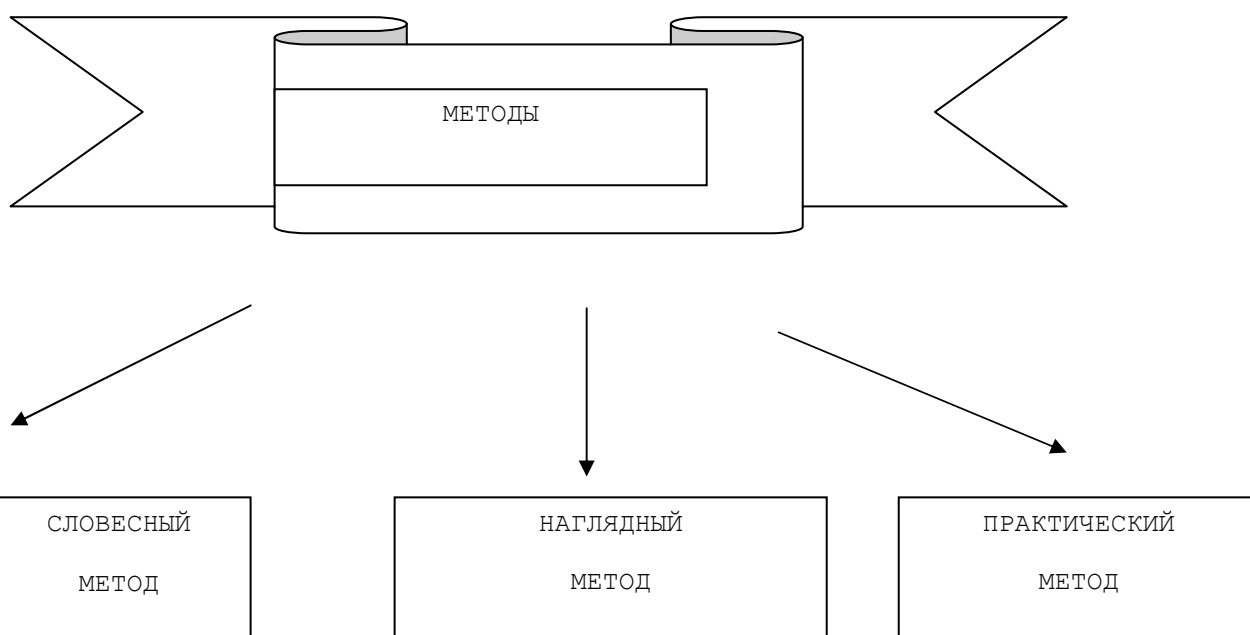 МЕТОДЫ
СЛОВЕСНЫЙ
МЕТОД
НАГЛЯДНЫЙ
МЕТОД
ПРАКТИЧЕСКИЙ
МЕТОД